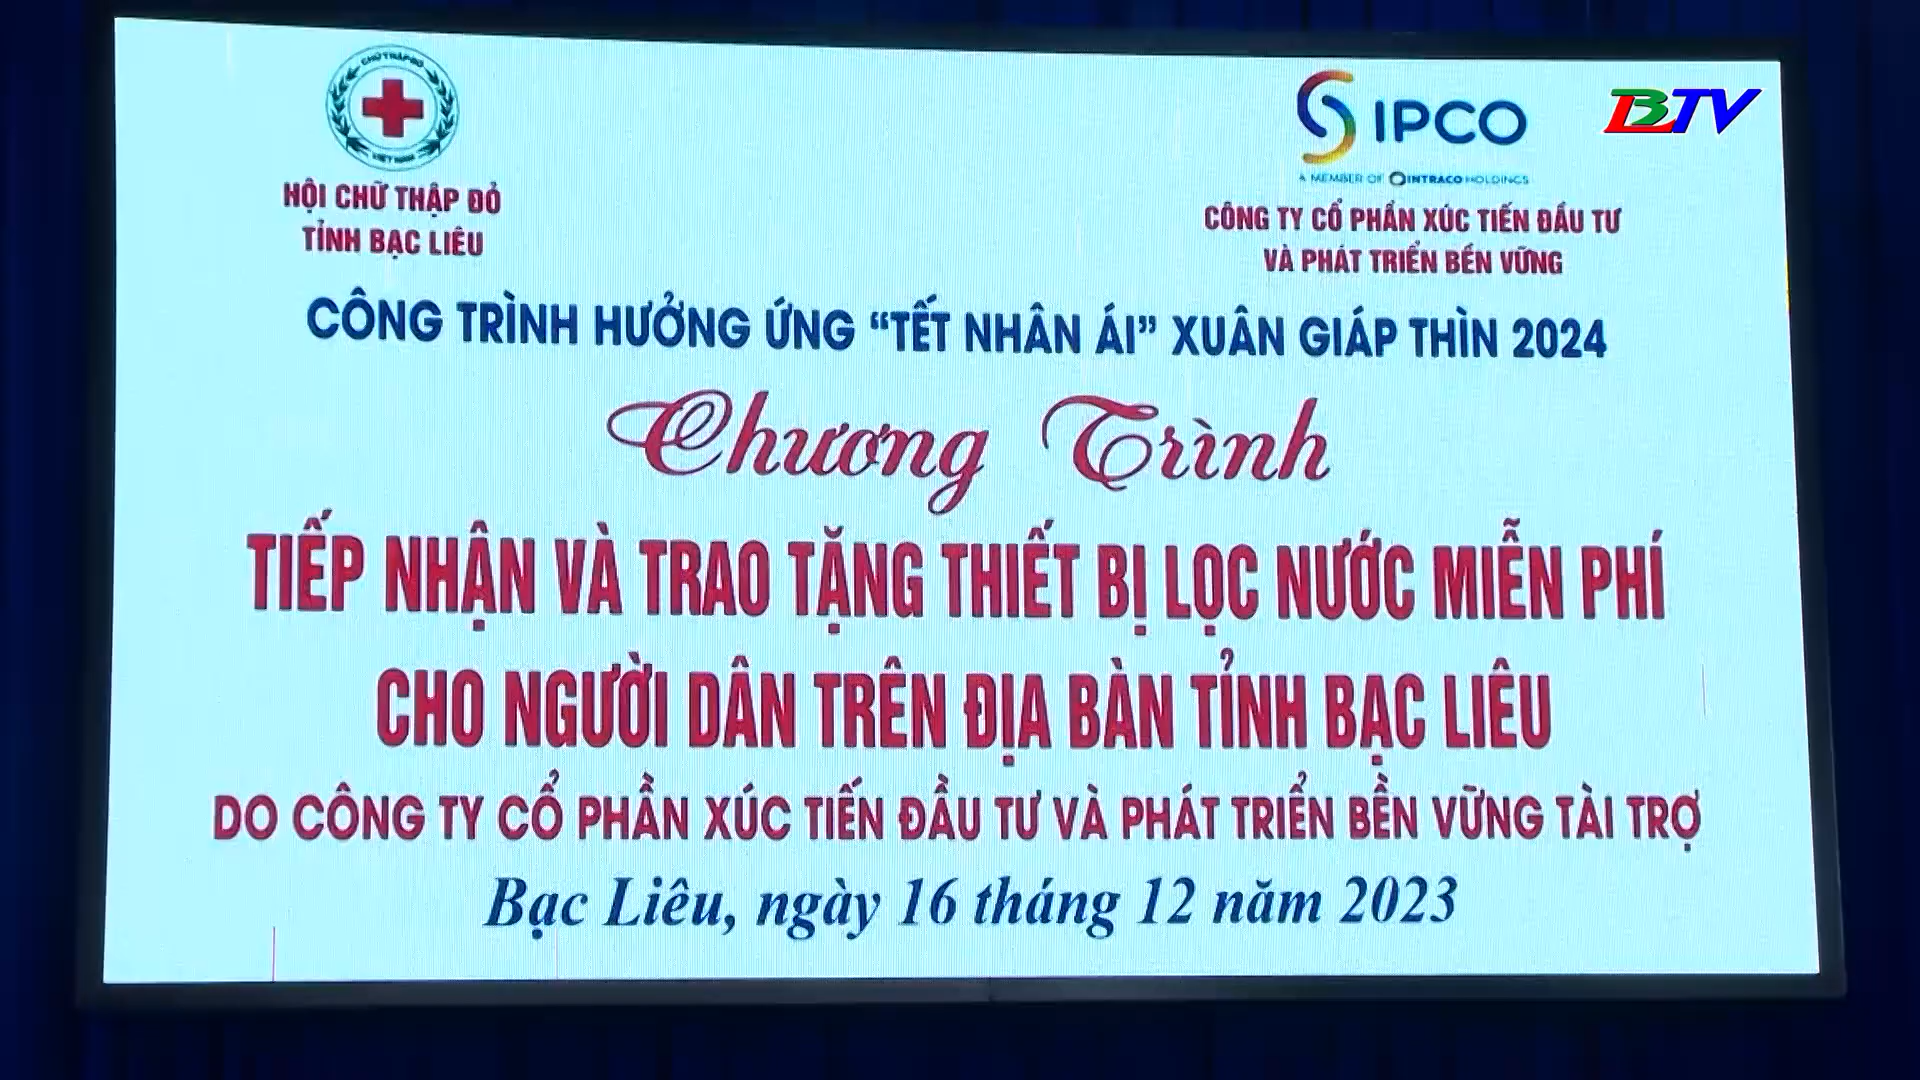 CHỮ THẬP ĐỎ
VIỆT NAM
HỘI CHỮ THẬP ĐỎ
TỈNH BẠC LIÊU
SIPCO
A MEMBER OF INTRACO HOLDINGS
BLTV
CÔNG TY CỔ PHẦN XÚC TIẾN ĐẦU TƯ
VÀ PHÁT TRIỂN BỀN VỮNG
CÔNG TRÌNH HƯỞNG ỨNG “TẾT NHÂN ÁI” XUÂN GIÁP THÌN 2024
Chương Trình
TIẾP NHẬN VÀ TRAO TẶNG THIẾT BỊ LỌC NƯỚC MIỄN PHÍ
CHO NGƯỜI DÂN TRÊN ĐỊA BÀN TỈNH BẠC LIÊU
DO CÔNG TY CỔ PHẦN XÚC TIẾN ĐẦU TƯ VÀ PHÁT TRIỂN BỀN VỮNG TÀI TRỢ
Bạc Liêu, ngày 16 tháng 12 năm 2023